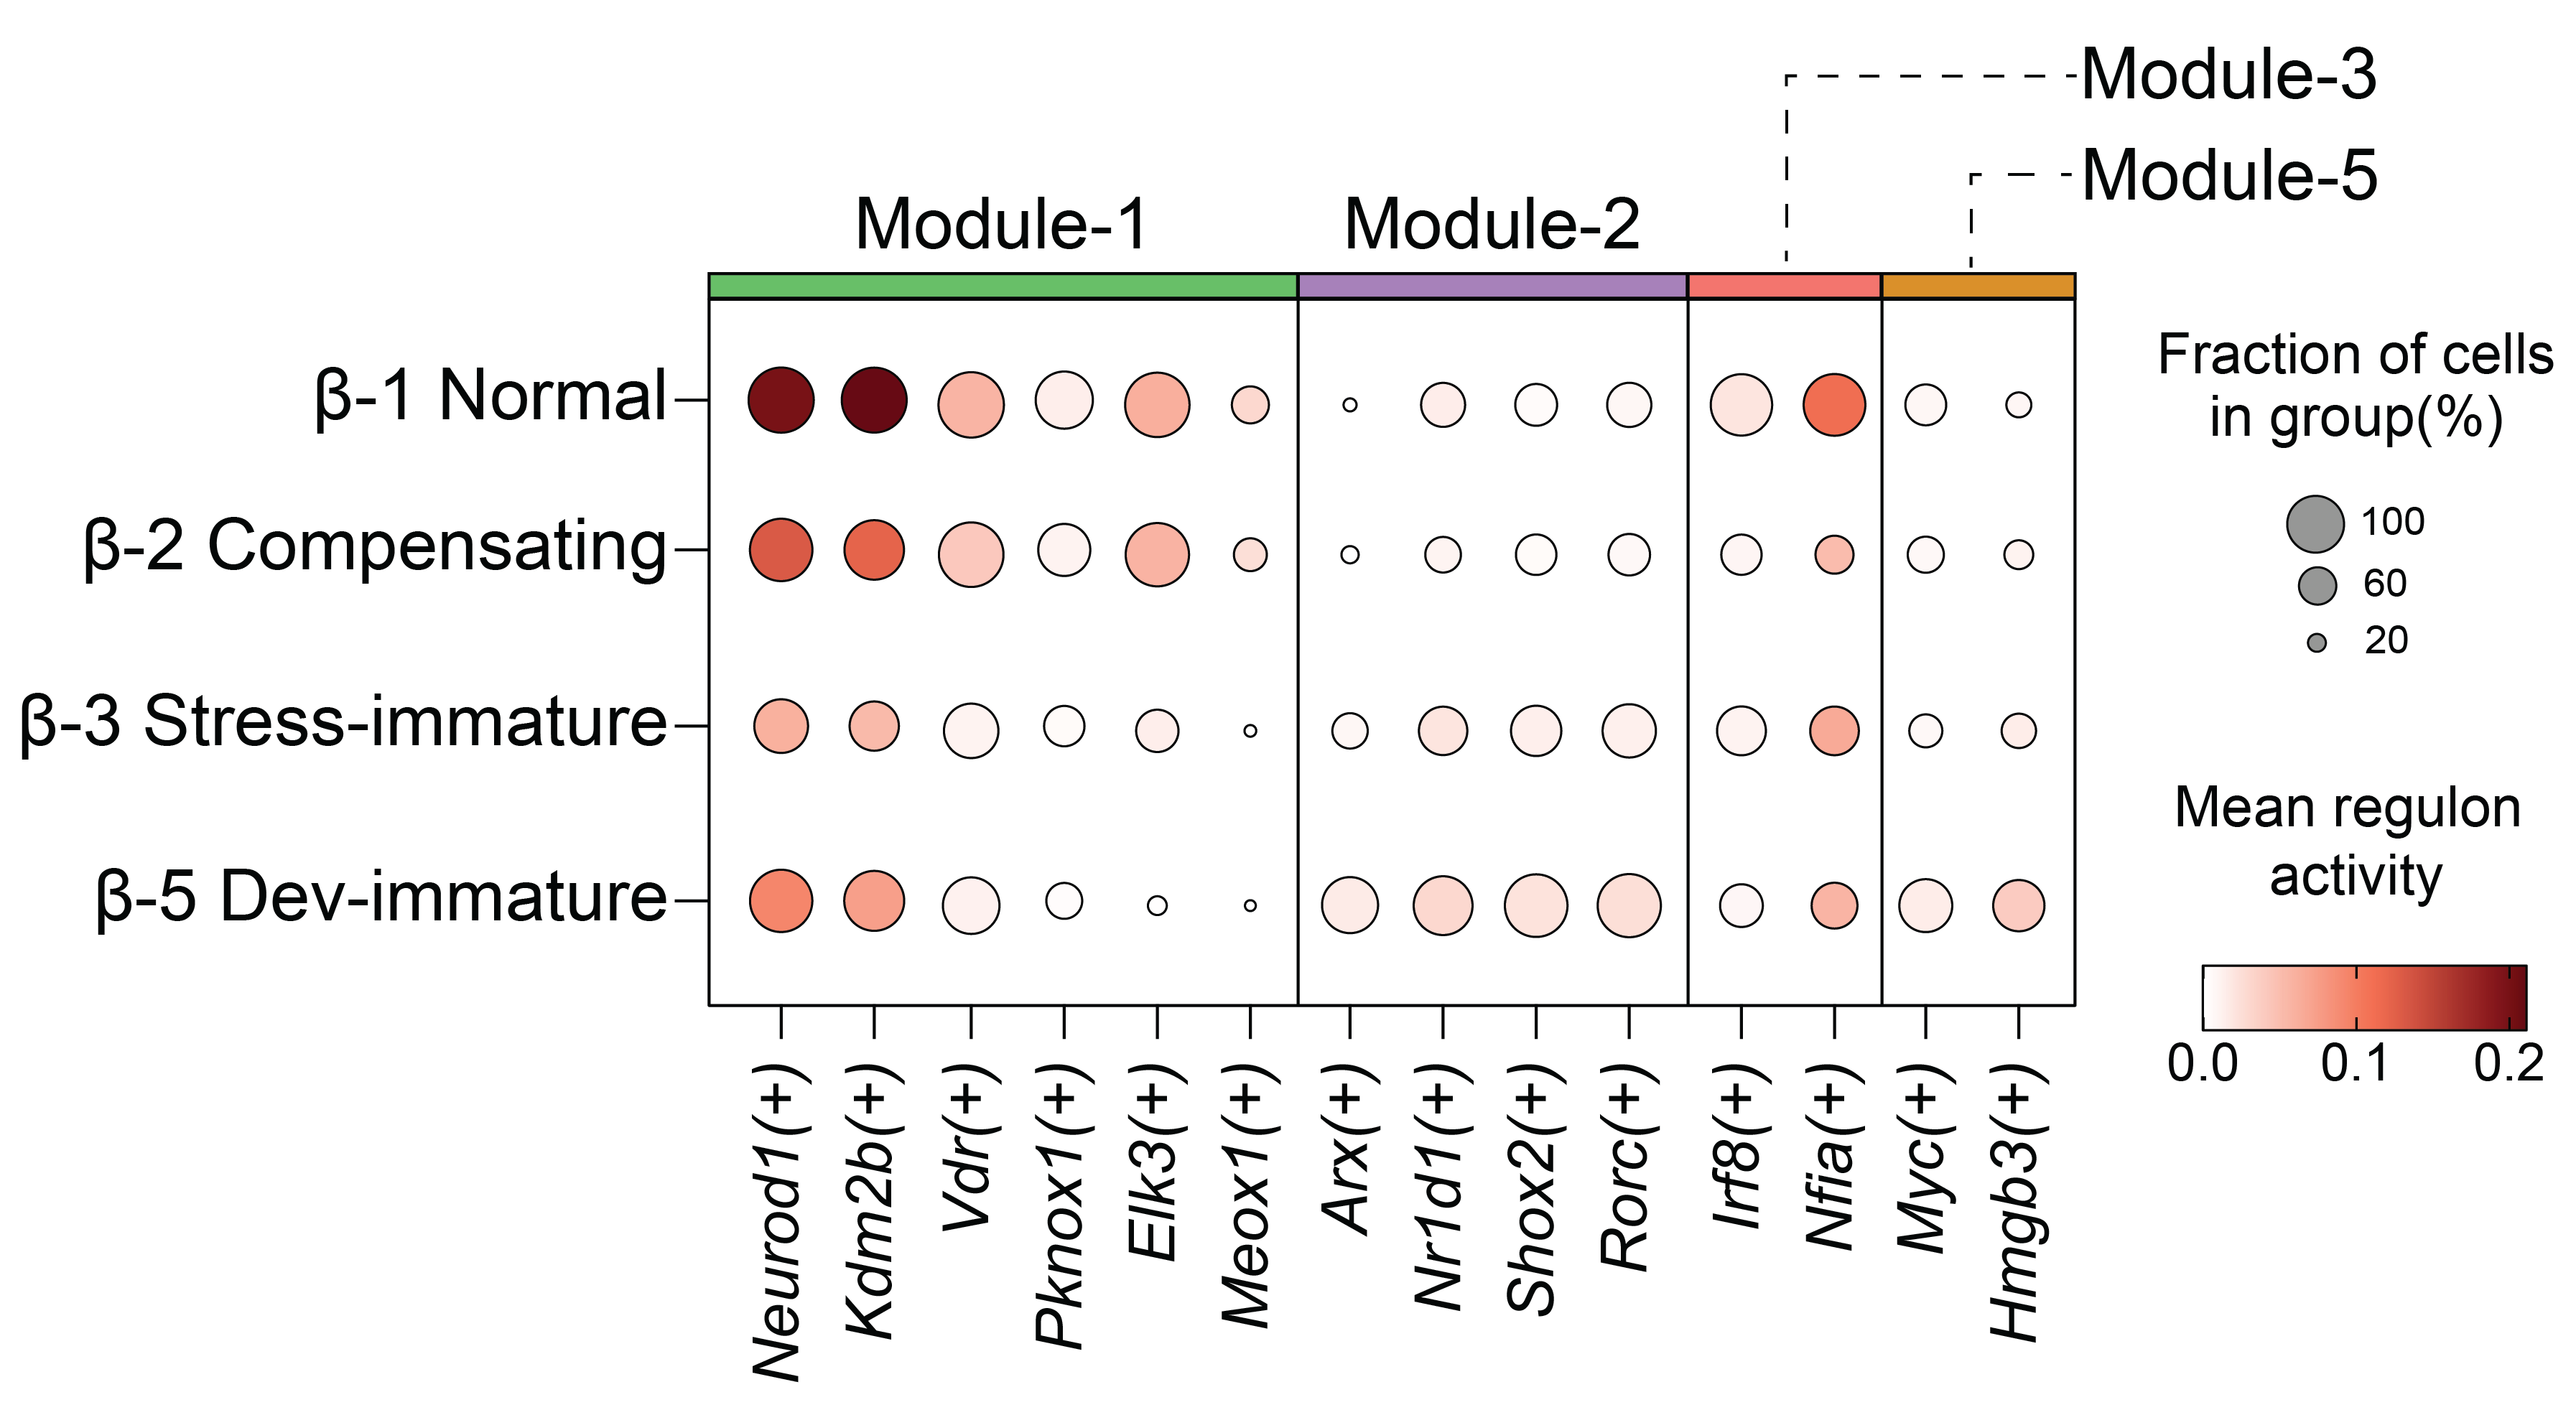 Module-3
Module-5
Module-1
Module-2
β-1 Normal
β-2 Compensating
β-3 Stress-immature
β-5 Dev-immature
Neurod1(+)
Kdm2b(+)
Vdr(+)
Pknox1(+)
Elk3(+)
Meox1(+)
Arx(+)
Nr1d1(+)
Shox2(+)
Rorc(+)
Irf8(+)
Nfia(+)
Myc(+)
Hmgb3(+)
Fraction of cells
in group(%)
100
60
20
Mean regulon
activity
0.0 0.1 0.2